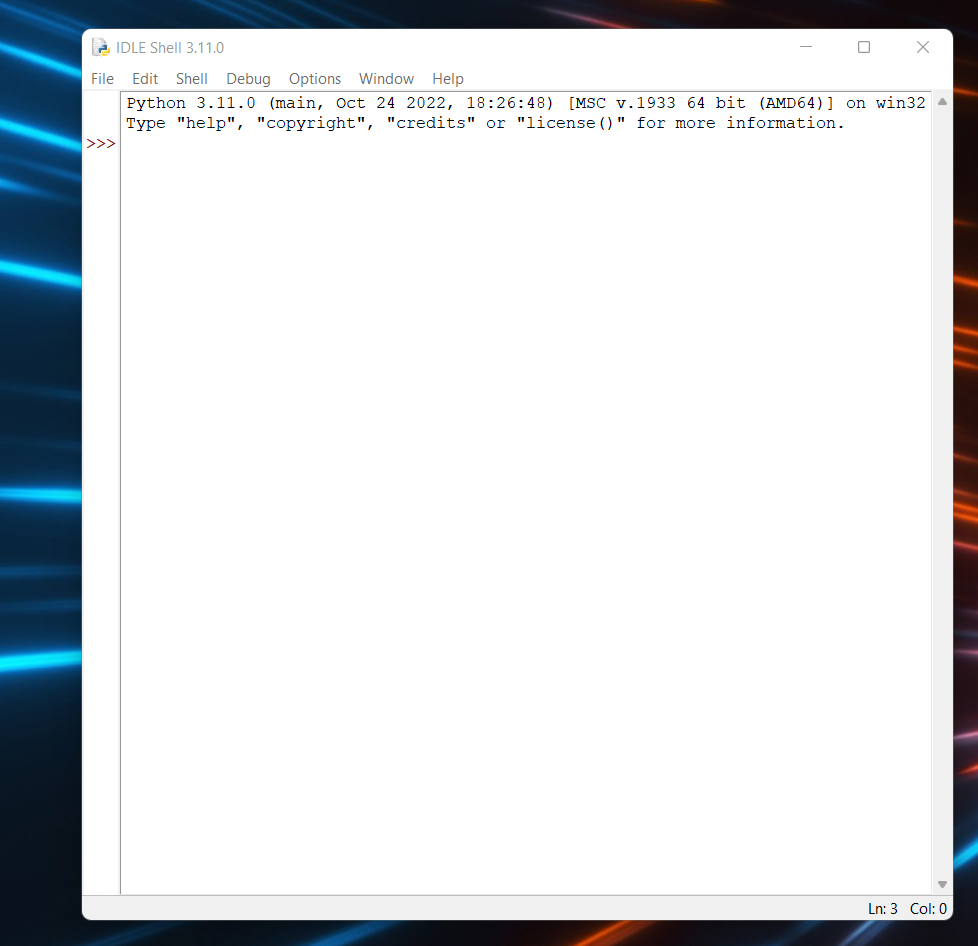 IDLE Shell 3.11.0
File Edit Shell Debug Options Window Help
Python 3.11.0 (main, Oct 24 2022, 18:26:48) [MSC v.1933 64 bit (AMD64)] on win32
Type "help", "copyright", "credits" or "license()" for more information.
>>>
Ln: 3 Col: 0